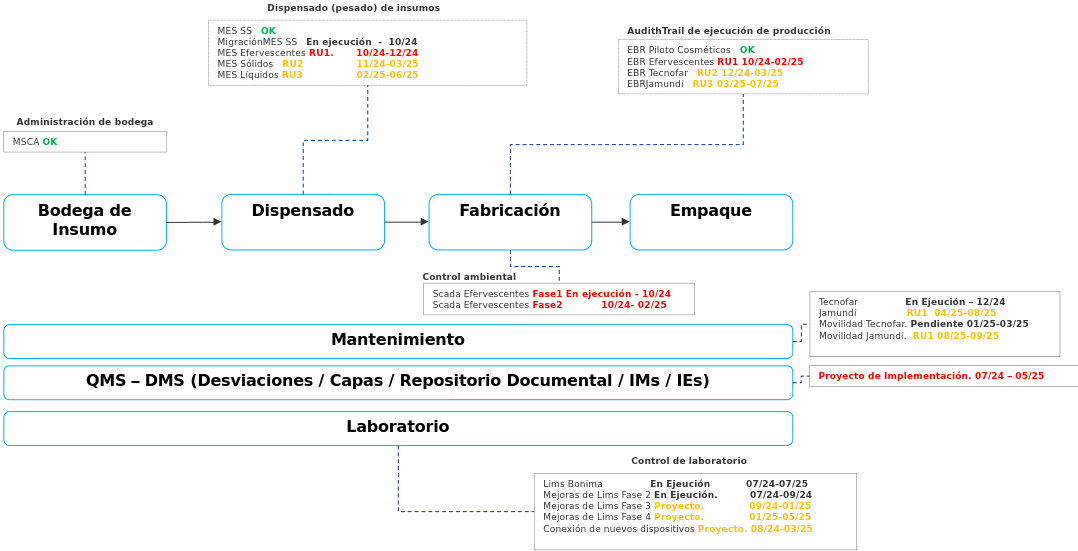 Dispensado (pesado) de insumos
MES SS OK
MigraciónMES SS En ejecución - 10/24
MES Efervescentes RU1. 10/24-12/24
MES Sólidos RU2 11/24-03/25
MES Líquidos RU3 02/25-06/25
AudithTrail de ejecución de producción
EBR Piloto Cosméticos OK
EBR Efervescentes RU1 10/24-02/25
EBR Tecnofar RU2 12/24-03/25
EBRJamundí RU3 03/25-07/25
Administración de bodega
MSCA OK
Bodega de
Insumo
Dispensado
Fabricación
Empaque
Control ambiental
Scada Efervescentes Fase1 En ejecución - 10/24
Scada Efervescentes Fase2 10/24- 02/25
Tecnofar En Ejeución – 12/24
Jamundí RU1 04/25-08/25
Movilidad Tecnofar. Pendiente 01/25-03/25
Movilidad Jamundí. RU1 08/25-09/25
Mantenimiento
QMS – DMS (Desviaciones / Capas / Repositorio Documental / IMs / IEs)
Proyecto de Implementación. 07/24 – 05/25
Laboratorio
Control de laboratorio
Lims Bonima En Ejeución 07/24-07/25
Mejoras de Lims Fase 2 En Ejeución. 07/24-09/24
Mejoras de Lims Fase 3 Proyecto. 09/24-01/25
Mejoras de Lims Fase 4 Proyecto. 01/25-05/25
Conexión de nuevos dispositivos Proyecto. 08/24-03/25